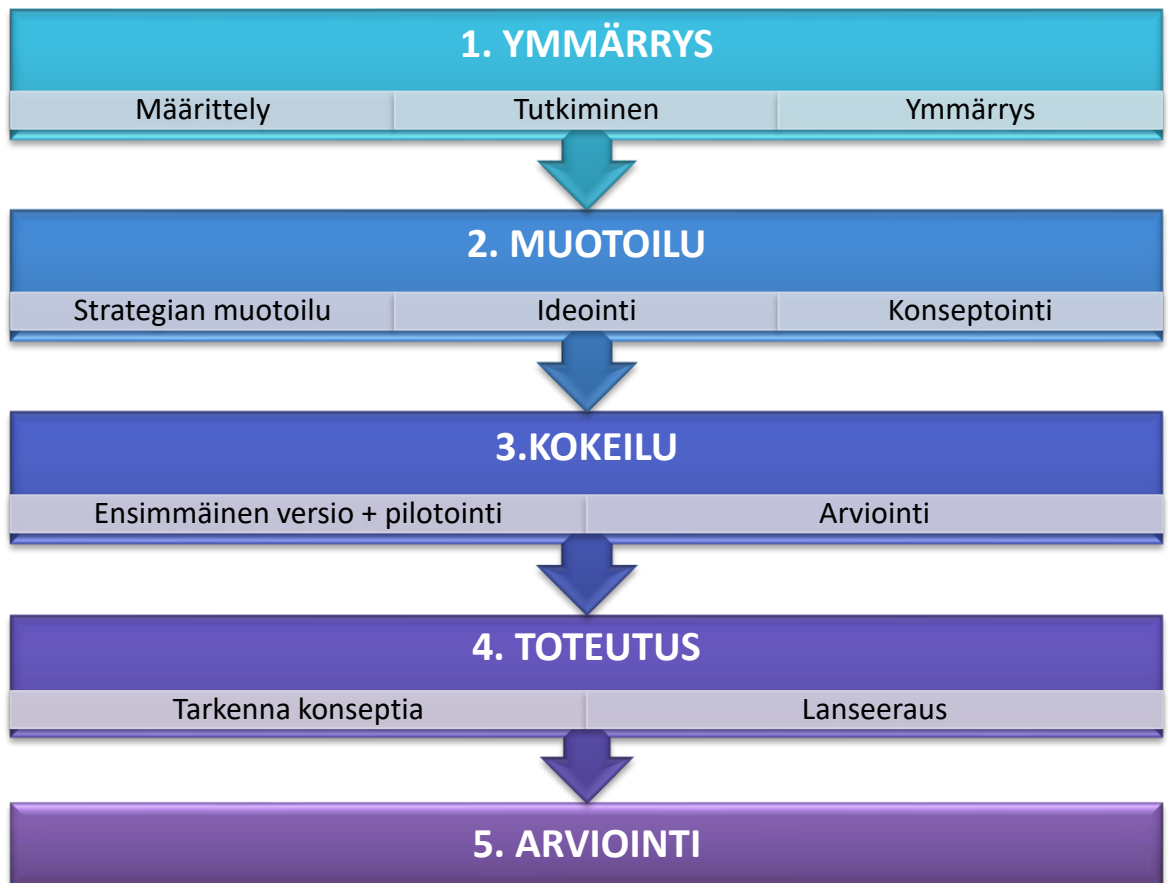 1. YMMÄRRYS
Määrittely Tutkiminen Ymmärrys
2. MUOTOILU
Strategian muotoilu Ideointi Konseptointi
3.KOKEILU
Ensimmäinen versio + pilotointi Arviointi
4. TOTEUTUS
Tarkenna konseptia Lanseeraus
5. ARVIOINTI